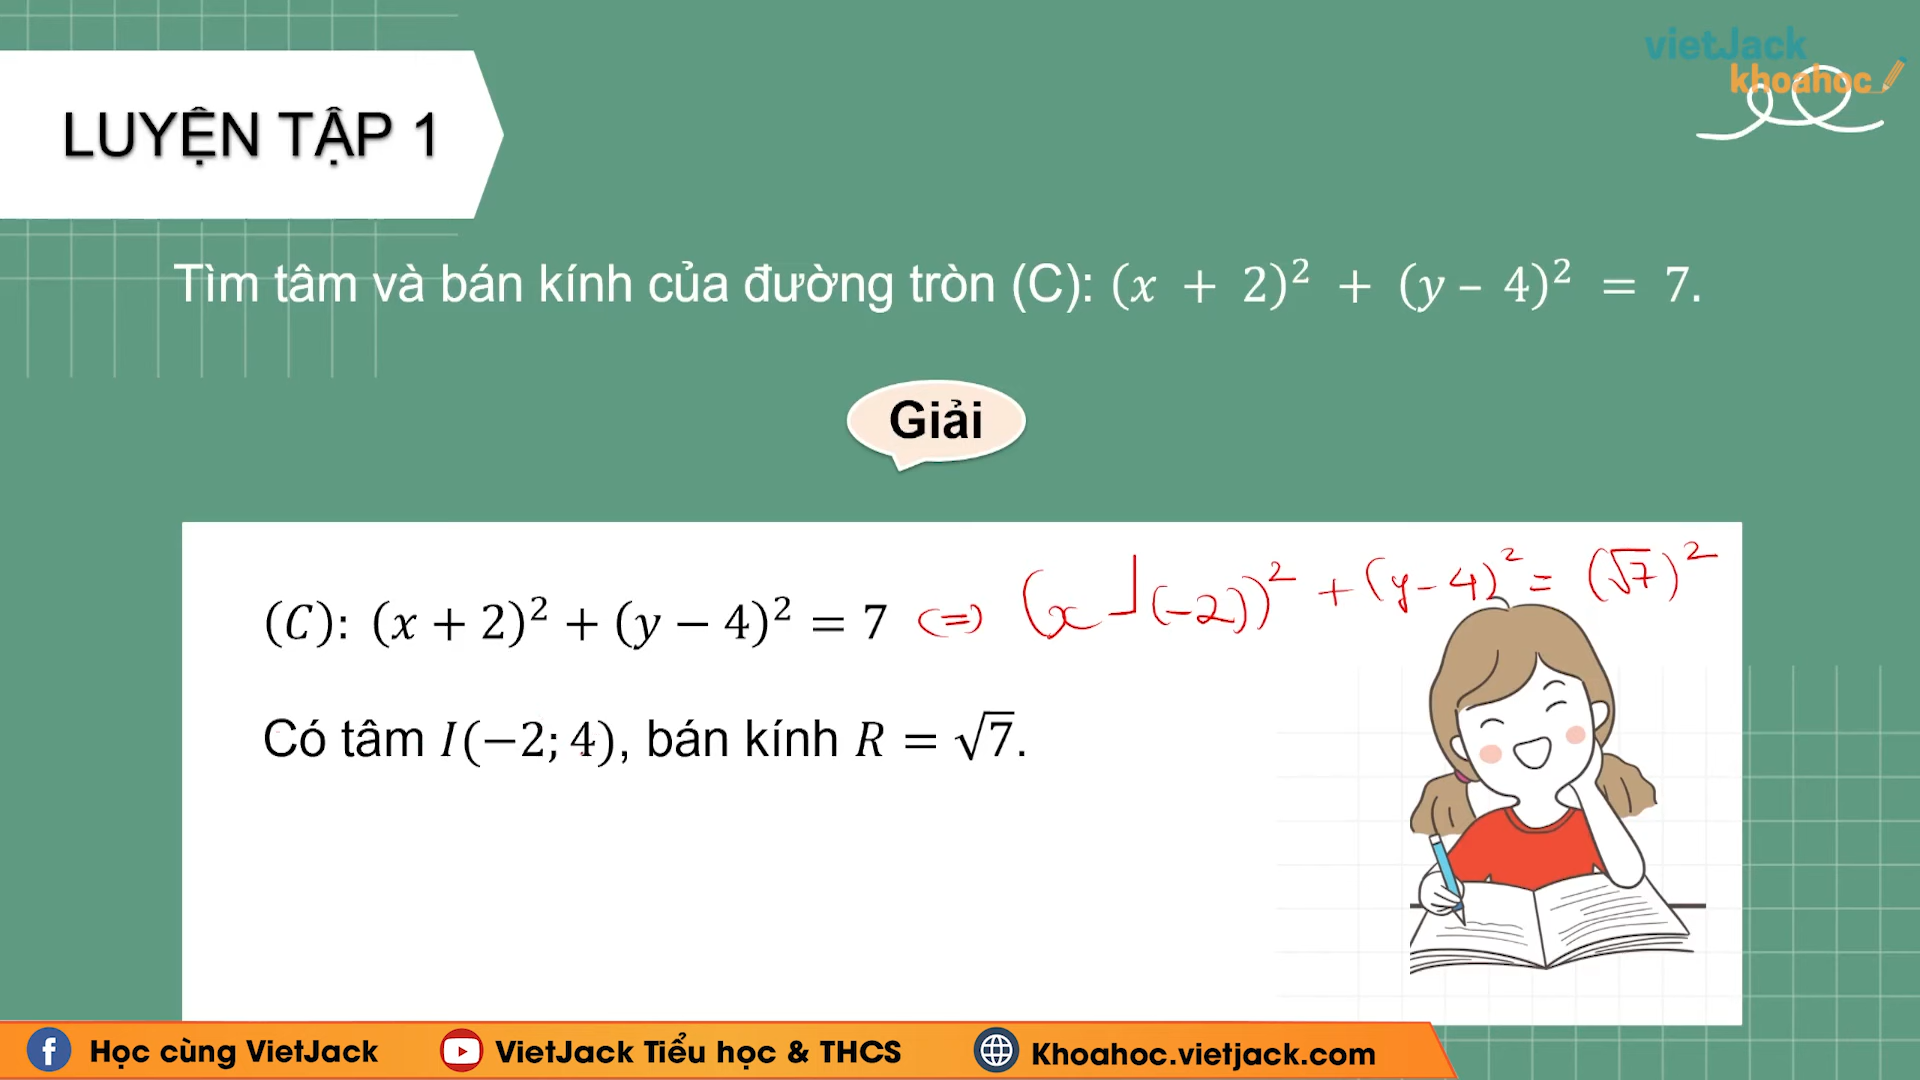 vietJack
khoahoc
LUYỆN TẬP 1
Tìm tâm và bán kính của đường tròn (C): (x + 2)² + (y – 4)² = 7.
Giải
(C): (x + 2)² + (y − 4)² = 7 <=> (x - (-2))² + (y - 4)² = (√7)²
Có tâm I(−2; 4), bán kính R = √7.
Học cùng VietJack
VietJack Tiểu học & THCS
Khoahoc.vietjack.com